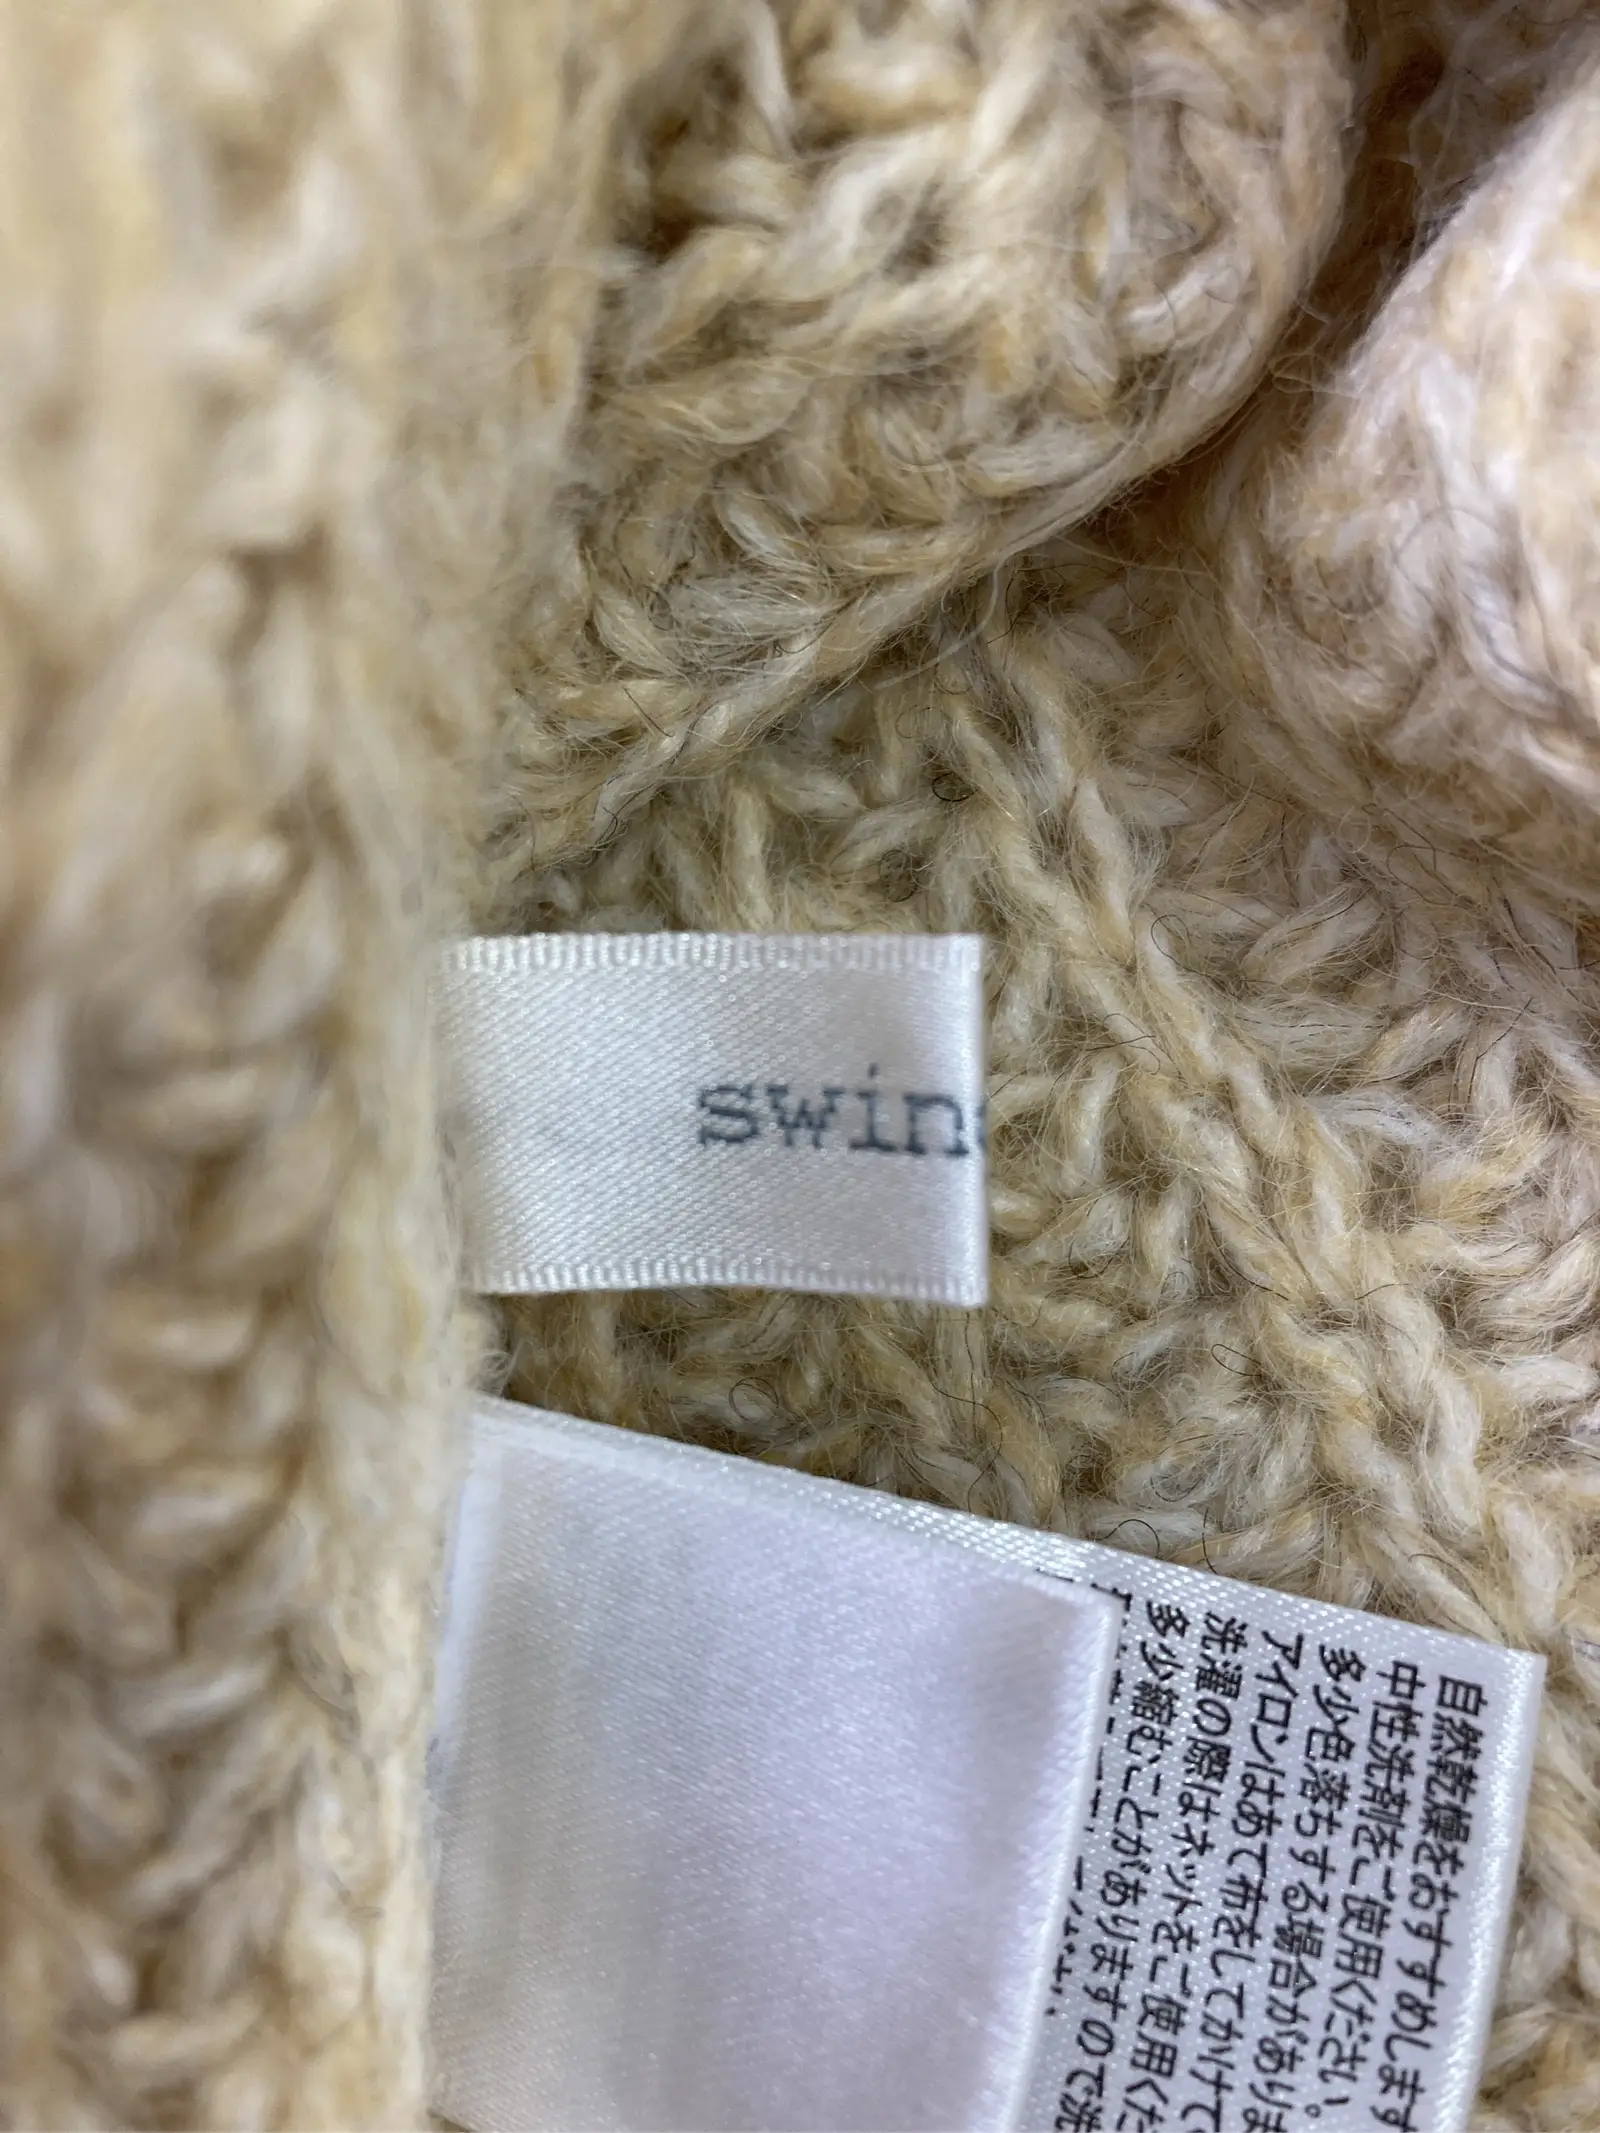 swin
自然乾燥をおすすめします
中性洗剤をご使用ください。
多少色落ちする場合がありま
アイロンはあて布をしてかけて
洗濯の際はネットをご使用くだ
多少縮むことがありますので洗